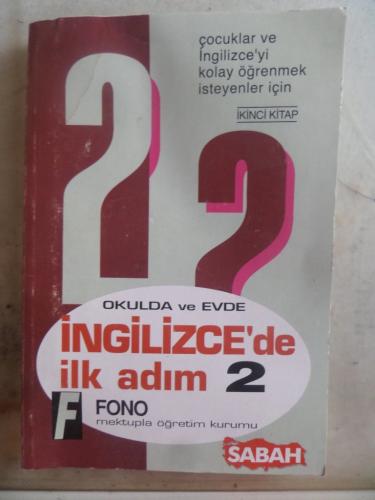 çocuklar ve
İngilizce'yi
kolay öğrenmek
isteyenler için
İKİNCİ KİTAP
OKULDA ve EVDE
İNGİLİZCE'de
ilk adım 2
F FONO
mektupla öğretim kurumu
SABAH